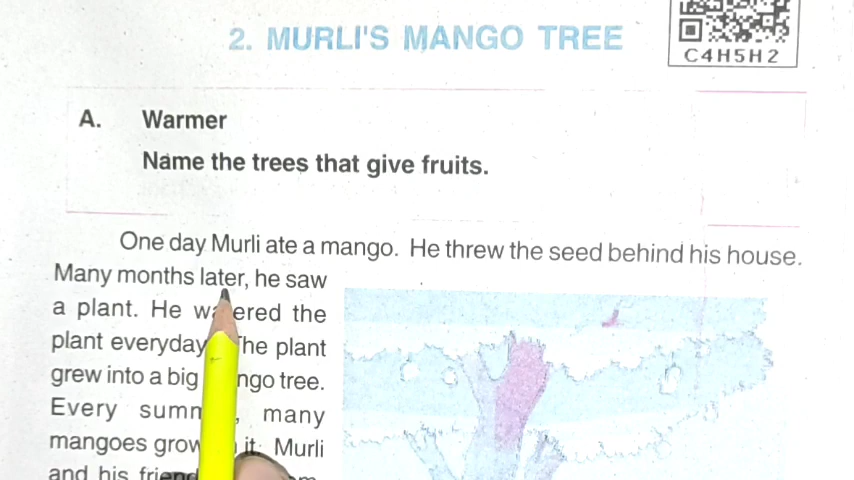 2. MURLI'S MANGO TREE
C4H5H2
A. Warmer
Name the trees that give fruits.
One day Murli ate a mango. He threw the seed behind his house.
Many months later, he saw
a plant. He watered the
plant everyday. The plant
grew into a big mango tree.
Every summer, many
mangoes grow it. Murli
and his